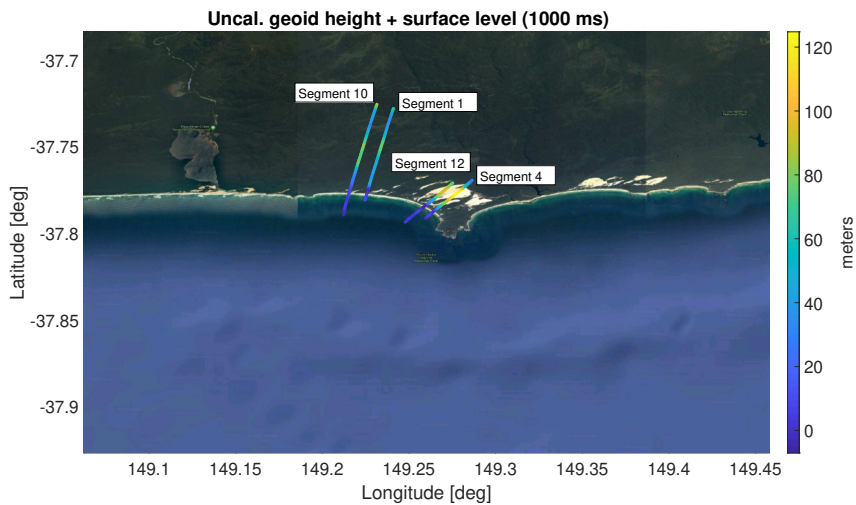 Uncal. geoid height + surface level (1000 ms)
-37.7
-37.75
-37.8
-37.85
-37.9
Latitude [deg]
Segment 10
Segment 1
Segment 12
Segment 4
149.1
149.15
149.2
149.25
149.3
149.35
149.4
149.45
Longitude [deg]
120
100
80
60
40
20
0
meters